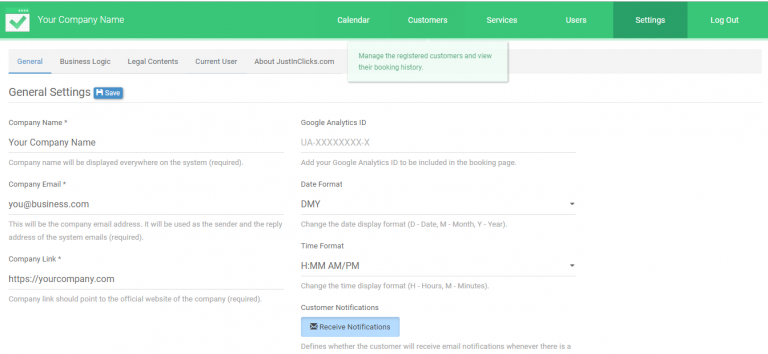 Your Company Name
Calendar
Customers
Services
Users
Settings
Log Out
Manage the registered customers and view
their booking history.
General
Business Logic
Legal Contents
Current User
About JustInClicks.com
General Settings
Save
Company Name *
Your Company Name
Company name will be displayed everywhere on the system (required).
Company Email *
you@business.com
This will be the company email address. It will be used as the sender and the reply
address of the system emails (required).
Company Link *
https://yourcompany.com
Company link should point to the official website of the company (required).
Google Analytics ID
UA-XXXXXXXX-X
Add your Google Analytics ID to be included in the booking page.
Date Format
DMY
Change the date display format (D - Date, M - Month, Y - Year).
Time Format
H:MM AM/PM
Change the time display format (H - Hours, M - Minutes).
Customer Notifications
Receive Notifications
Defines whether the customer will receive email notifications whenever there is a